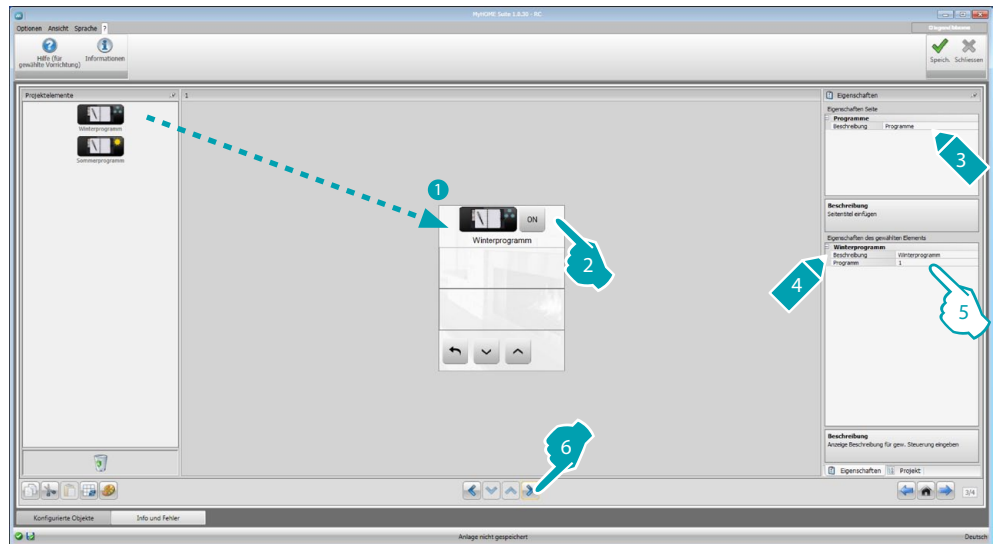 MyHOME Suite 1.0.30 - RC
Optionen Ansicht Sprache ?
Hilfe (für gewählte Vorrichtung)
Informationen
Speich. Schliessen
Projektelemente
1
Eigenschaften
Winterprogramm
Sommerprogramm
Eigenschaften Seite
Programme
Beschreibung Programme
3
Beschreibung
Seitentitel einfügen
1
ON
Winterprogramm
2
Eigenschaften des gewählten Elements
Winterprogramm
Beschreibung Winterprogramm
Programm 1
4
5
6
Beschreibung
Anzeige Beschreibung für gew. Steuerung eingeben
Eigenschaften Projekt
3/4
Konfigurierte Objekte Info und Fehler
Anlage nicht gespeichert
Deutsch